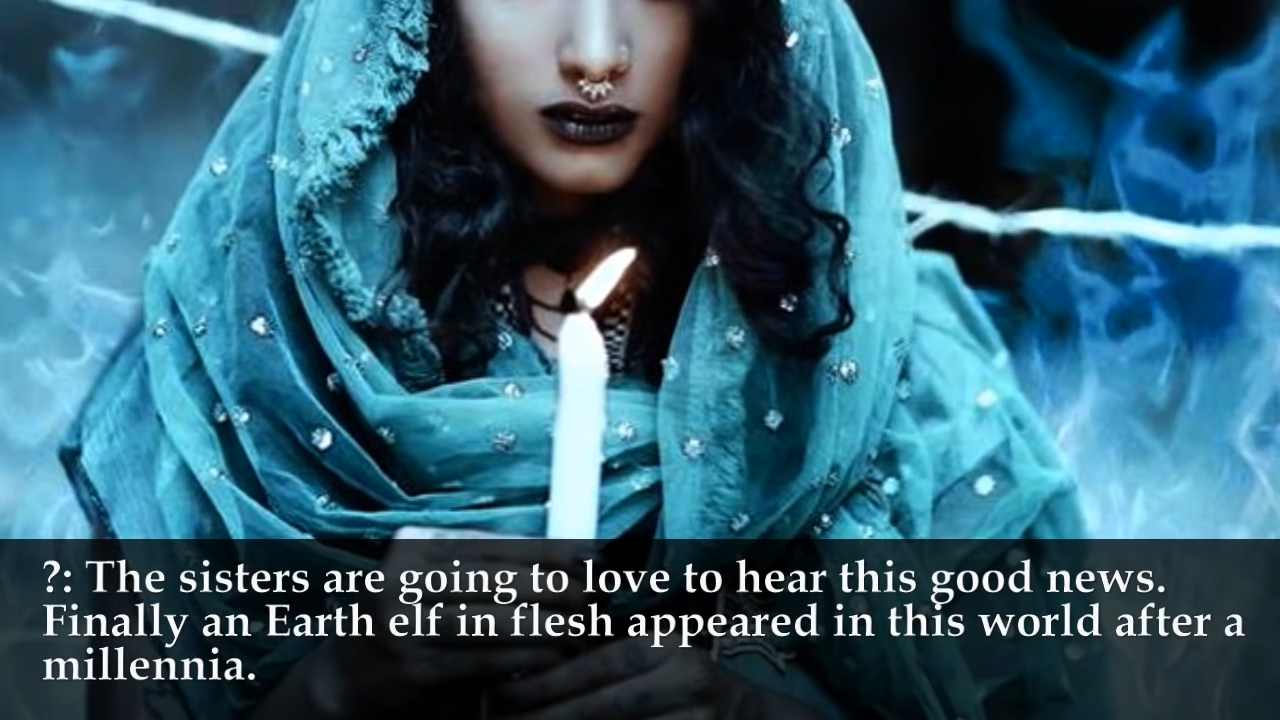 ?: The sisters are going to love to hear this good news.
Finally an Earth elf in flesh appeared in this world after a
millennia.